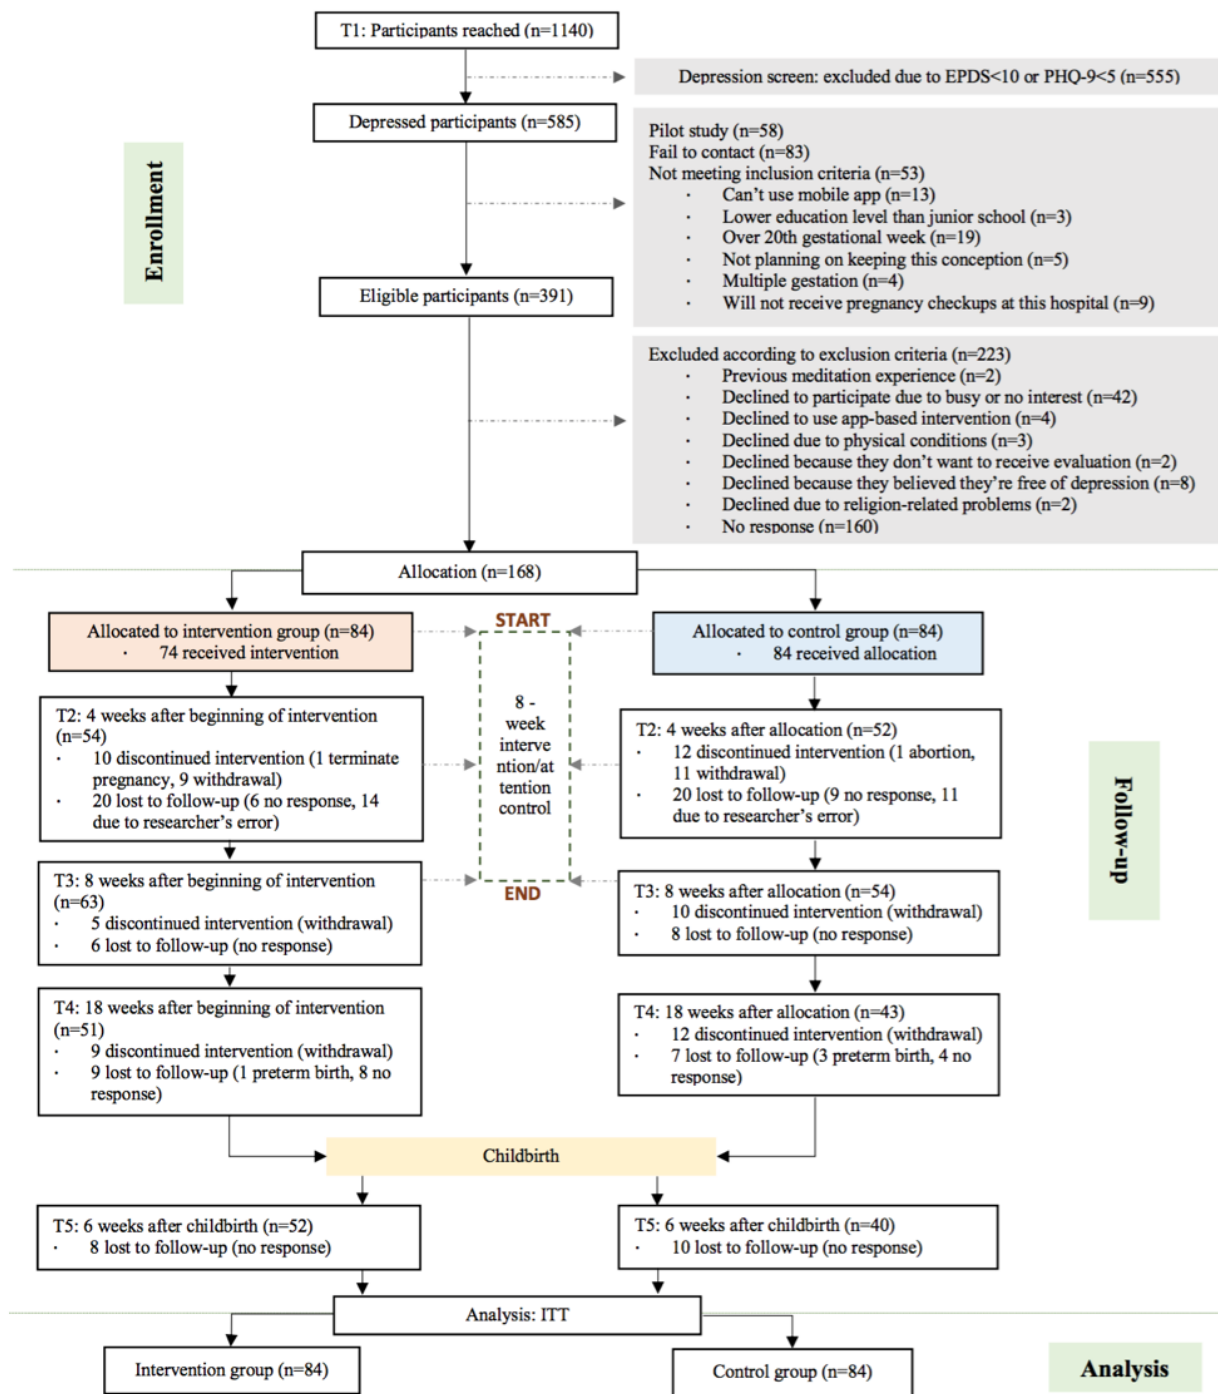 T1: Participants reached (n=1140)
Depression screen: excluded due to EPDS<10 or PHQ-9<5 (n=555)
Depressed participants (n=585)
Enrollment
Pilot study (n=58)
Fail to contact (n=83)
Not meeting inclusion criteria (n=53)
· Can't use mobile app (n=13)
· Lower education level than junior school (n=3)
· Over 20th gestational week (n=19)
· Not planning on keeping this conception (n=5)
· Multiple gestation (n=4)
· Will not receive pregnancy checkups at this hospital (n=9)
Eligible participants (n=391)
Excluded according to exclusion criteria (n=223)
· Previous meditation experience (n=2)
· Declined to participate due to busy or no interest (n=42)
· Declined to use app-based intervention (n=4)
· Declined due to physical conditions (n=3)
· Declined because they don't want to receive evaluation (n=2)
· Declined because they believed they're free of depression (n=8)
· Declined due to religion-related problems (n=2)
· No response (n=160)
Allocation (n=168)
Allocated to intervention group (n=84)
· 74 received intervention
START
Allocated to control group (n=84)
· 84 received allocation
8 -
week
interve
ntion/at
tention
control
END
T2: 4 weeks after beginning of intervention
(n=54)
· 10 discontinued intervention (1 terminate
pregnancy, 9 withdrawal)
· 20 lost to follow-up (6 no response, 14
due to researcher's error)
T2: 4 weeks after allocation (n=52)
· 12 discontinued intervention (1 abortion,
11 withdrawal)
· 20 lost to follow-up (9 no response, 11
due to researcher's error)
Follow-up
T3: 8 weeks after beginning of intervention
(n=63)
· 5 discontinued intervention (withdrawal)
· 6 lost to follow-up (no response)
T3: 8 weeks after allocation (n=54)
· 10 discontinued intervention (withdrawal)
· 8 lost to follow-up (no response)
T4: 18 weeks after beginning of intervention
(n=51)
· 9 discontinued intervention (withdrawal)
· 9 lost to follow-up (1 preterm birth, 8 no
response)
T4: 18 weeks after allocation (n=43)
· 12 discontinued intervention (withdrawal)
· 7 lost to follow-up (3 preterm birth, 4 no
response)
Childbirth
T5: 6 weeks after childbirth (n=52)
· 8 lost to follow-up (no response)
T5: 6 weeks after childbirth (n=40)
· 10 lost to follow-up (no response)
Analysis: ITT
Intervention group (n=84)
Control group (n=84)
Analysis